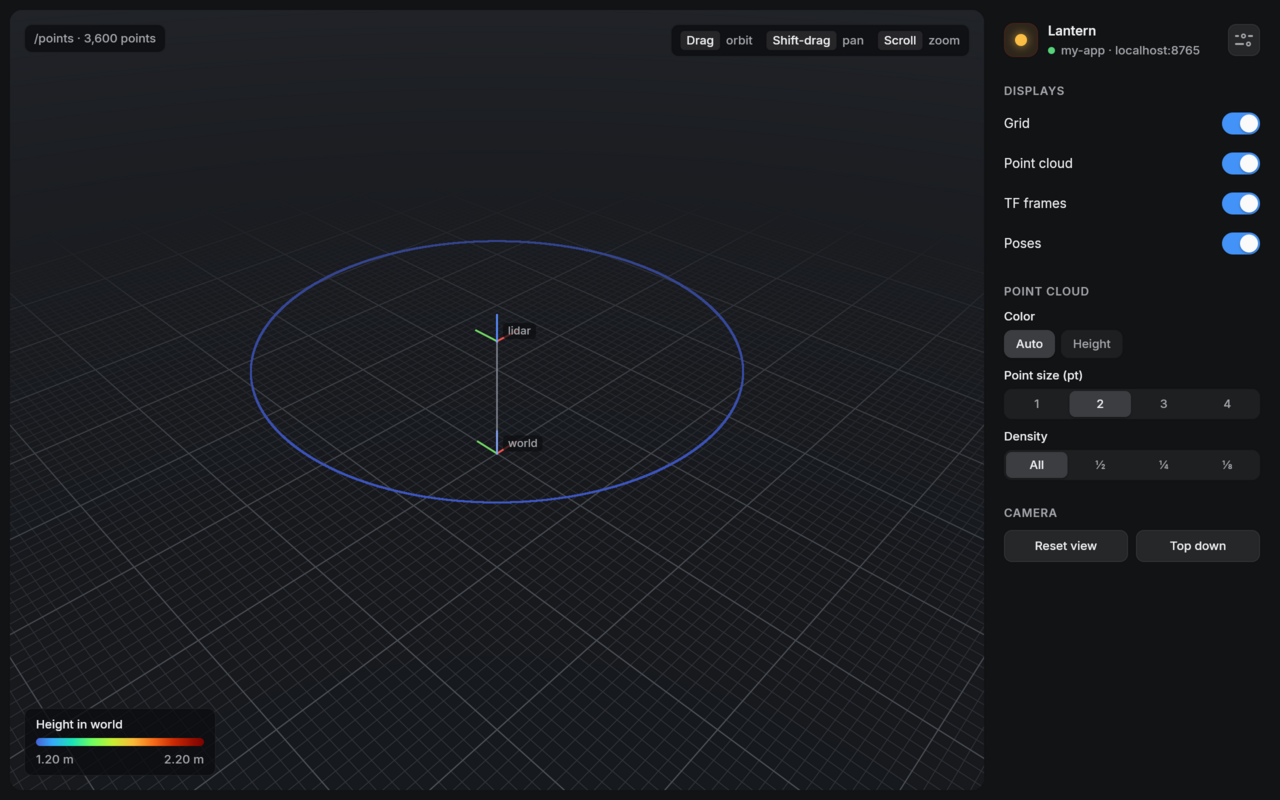 /points · 3,600 points
Drag orbit Shift-drag pan Scroll zoom
lidar
world
Height in world
1.20 m 2.20 m
Lantern
my-app · localhost:8765
DISPLAYS
Grid
Point cloud
TF frames
Poses
POINT CLOUD
Color
Auto Height
Point size (pt)
1 2 3 4
Density
All ½ ¼ ⅛
CAMERA
Reset view Top down